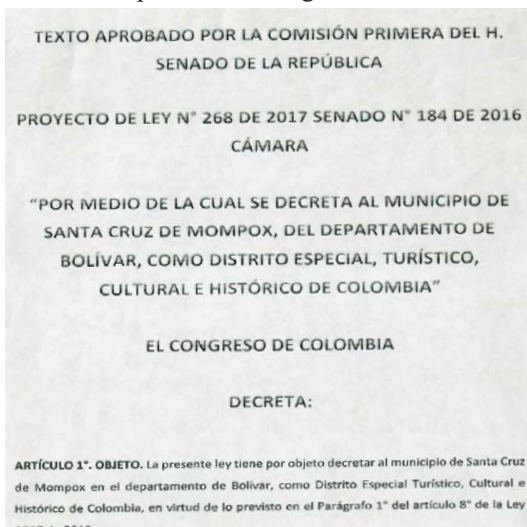 TEXTO APROBADO POR LA COMISIÓN PRIMERA DEL H.
SENADO DE LA REPÚBLICA
PROYECTO DE LEY N° 268 DE 2017 SENADO N° 184 DE 2016
CÁMARA
"POR MEDIO DE LA CUAL SE DECRETA AL MUNICIPIO DE
SANTA CRUZ DE MOMPOX, DEL DEPARTAMENTO DE
BOLÍVAR, COMO DISTRITO ESPECIAL, TURÍSTICO,
CULTURAL E HISTÓRICO DE COLOMBIA"
EL CONGRESO DE COLOMBIA
DECRETA:
ARTÍCULO 1°. OBJETO. La presente ley tiene por objeto decretar al municipio de Santa Cruz
de Mompox en el departamento de Bolívar, como Distrito Especial Turístico, Cultural e
Histórico de Colombia, en virtud de lo previsto en el Parágrafo 1° del artículo 8° de la Ley